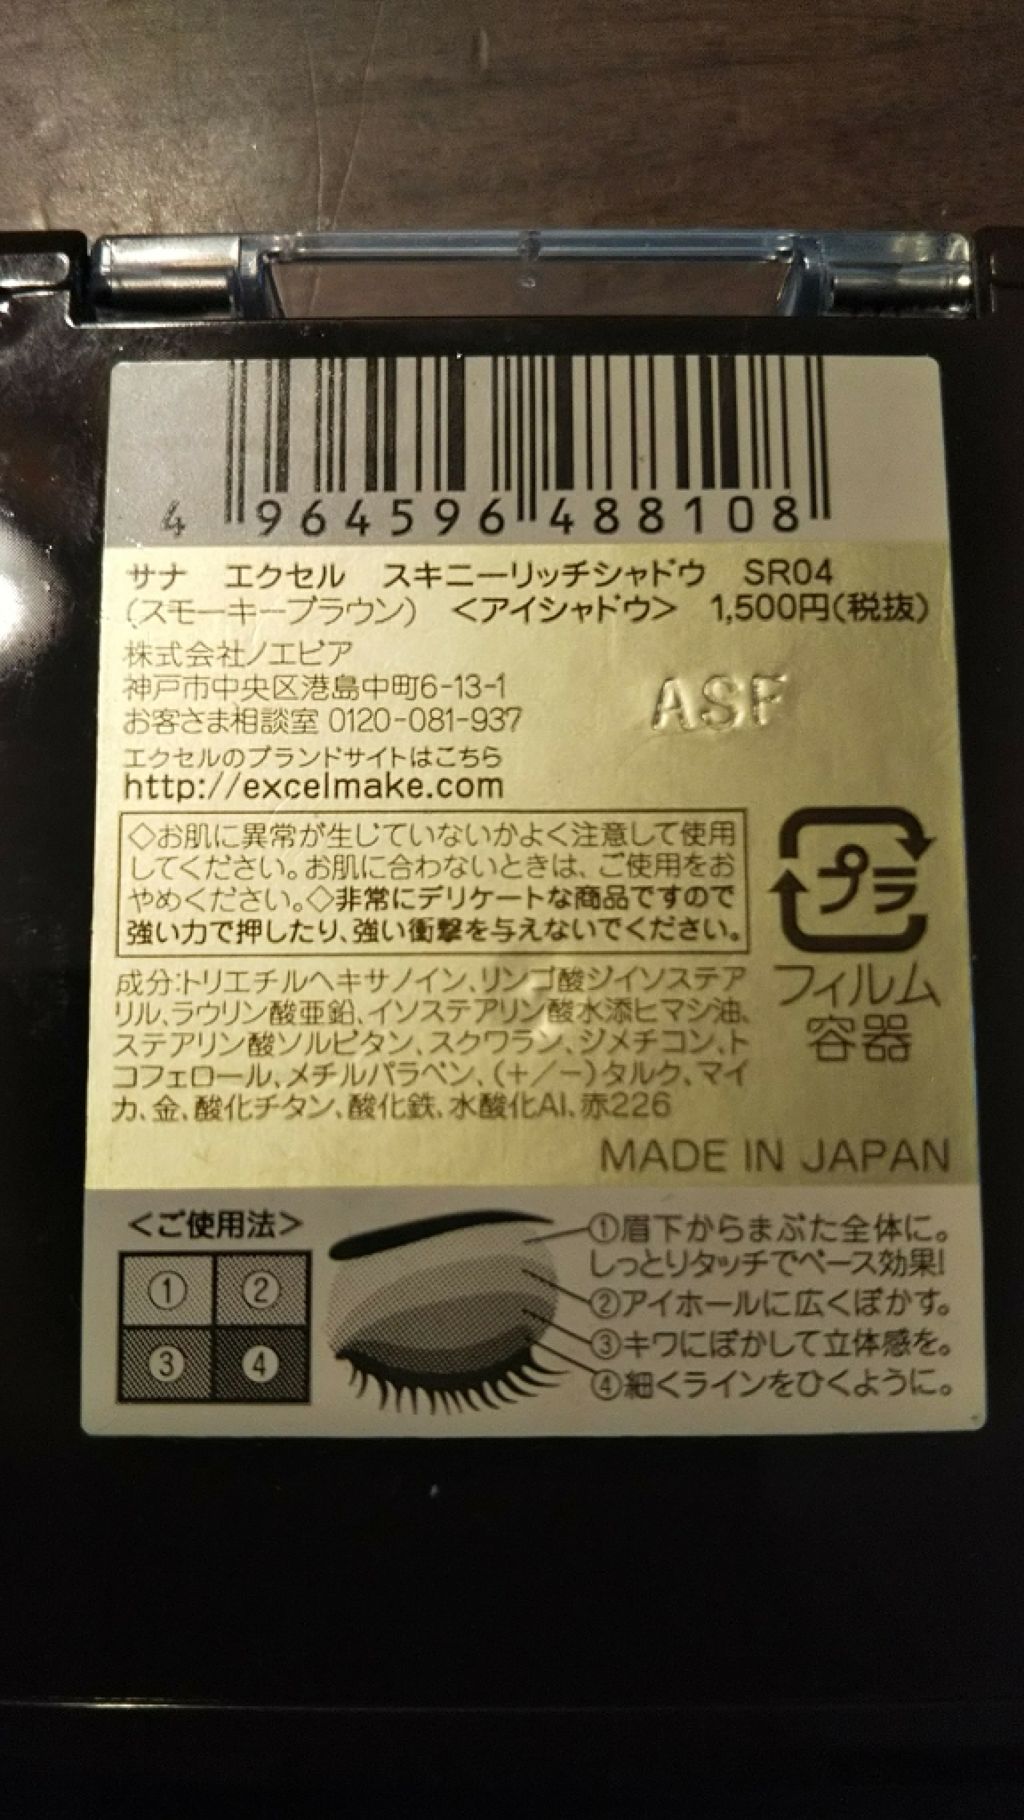 4 964596 488108
サナ エクセル スキニーリッチシャドウ SR04
(スモーキーブラウン) <アイシャドウ> 1,500円(税抜)
株式会社ノエビア
神戸市中央区港島中町6-13-1
お客さま相談室 0120-081-937
ASF
エクセルのブランドサイトはこちら
http://excelmake.com
◇お肌に異常が生じていないかよく注意して使用
してください。お肌に合わないときは、ご使用をお
やめください。◇非常にデリケートな商品ですので
強い力で押したり、強い衝撃を与えないでください。
プラ
フィルム
容器
成分:トリエチルヘキサノイン、リンゴ酸ジイソステア
リル、ラウリン酸亜鉛、イソステアリン酸水添ヒマシ油、
ステアリン酸ソルビタン、スクワラン、ジメチコン、ト
コフェロール、メチルパラベン、(+/-)タルク、マイ
カ、金、酸化チタン、酸化鉄、水酸化Al、赤226
MADE IN JAPAN
<ご使用法>
① ②
③ ④
①眉下からまぶた全体に。
しっとりタッチでベース効果!
②アイホールに広くぼかす。
③キワにぼかして立体感を。
④細くラインをひくように。